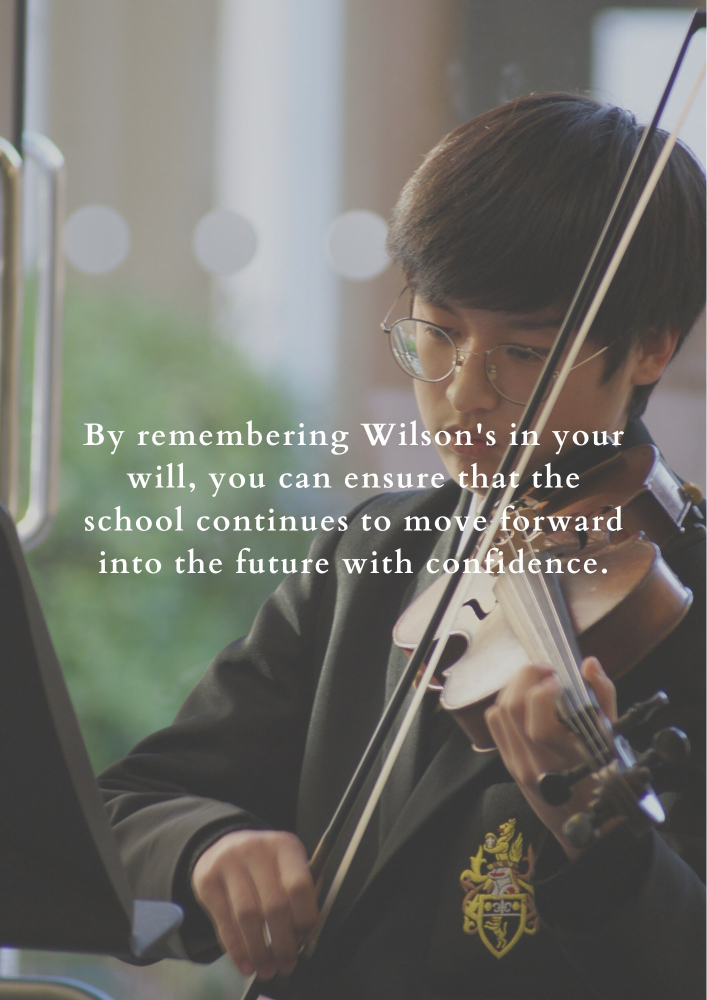 By remembering Wilson's in your
will, you can ensure that the
school continues to move forward
into the future with confidence.